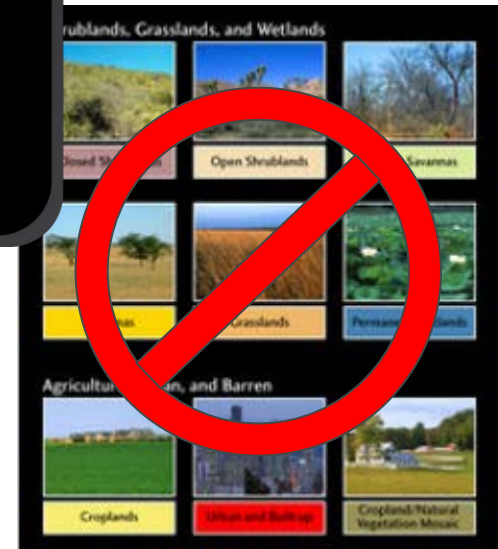 rublands, Grasslands, and Wetlands
Open Shrublands
Savannas
Grasslands
Agricultur an, and Barren
Croplands
Urban and Built-up
Cropland/Natural
Vegetation Mosaic